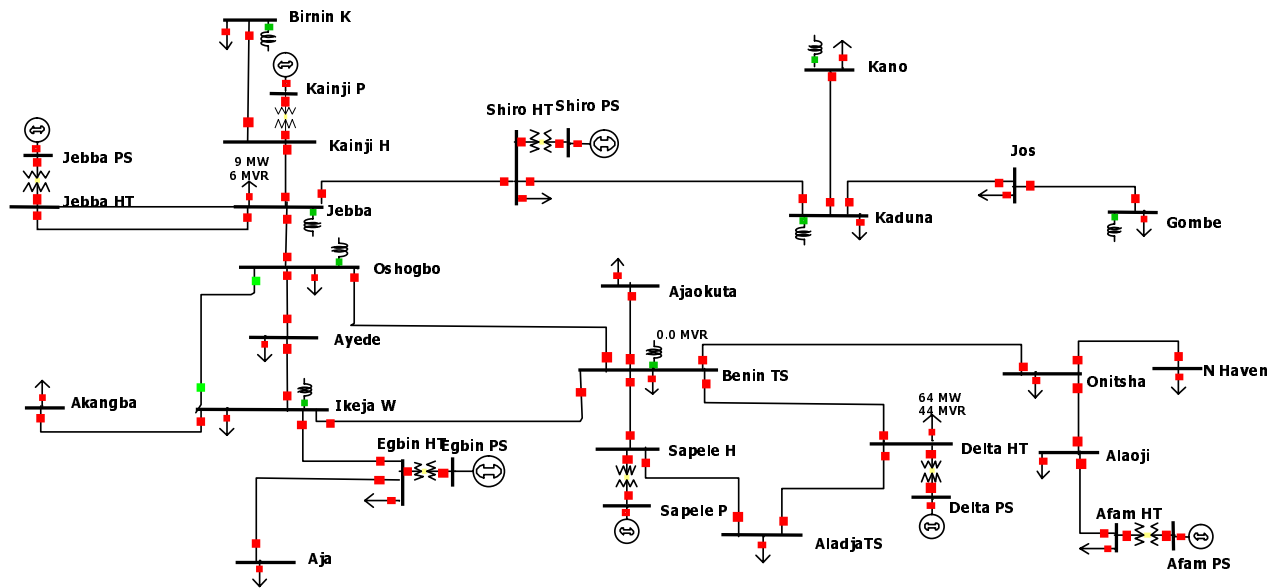 Birnin K
Kainji P
Kainji H
Jebba PS
Jebba HT
9 MW
6 MVR
Jebba
Shiro HT
Shiro PS
Kano
Jos
Kaduna
Gombe
Oshogbo
Ajaokuta
Ayede
0.0 MVR
Benin TS
Onitsha
N Haven
Akangba
Ikeja W
64 MW
44 MVR
Egbin HT
Egbin PS
Sapele H
Delta HT
Alaoji
Sapele P
Delta PS
Afam HT
Aja
AladjaTS
Afam PS